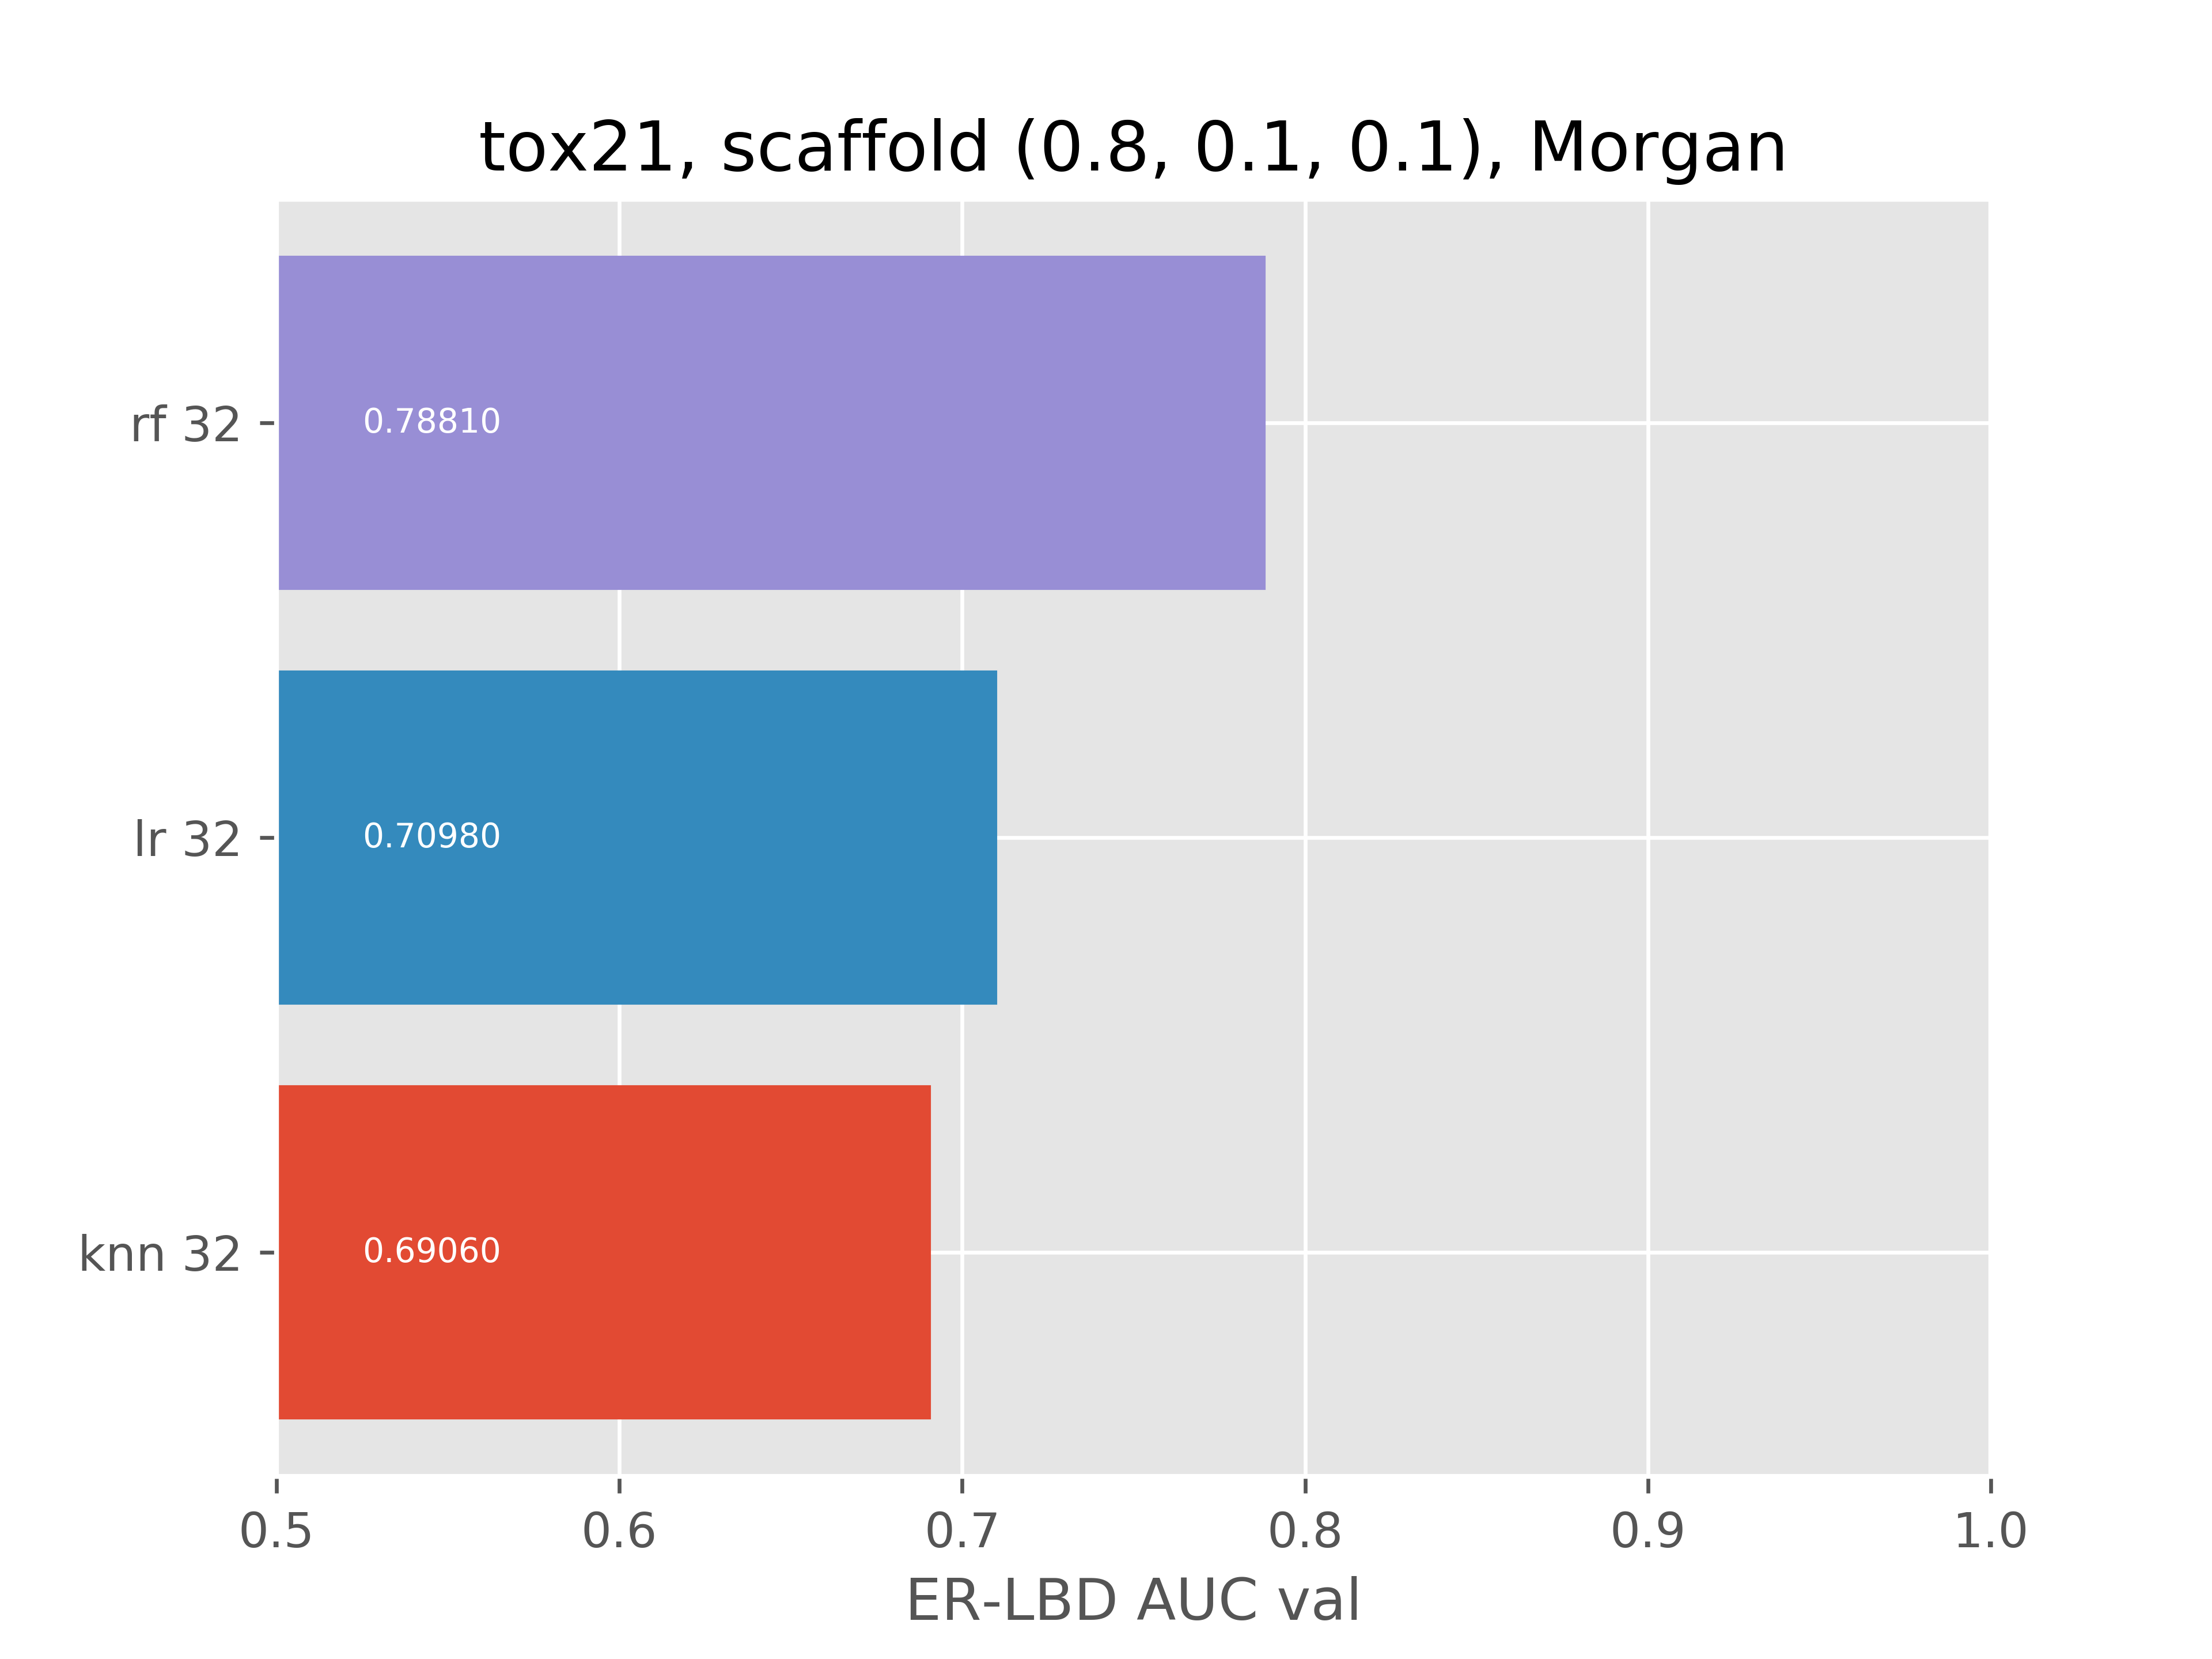 tox21, scaffold (0.8, 0.1, 0.1), Morgan
rf 32
0.78810
lr 32
0.70980
knn 32
0.69060
0.5 0.6 0.7 0.8 0.9 1.0
ER-LBD AUC val